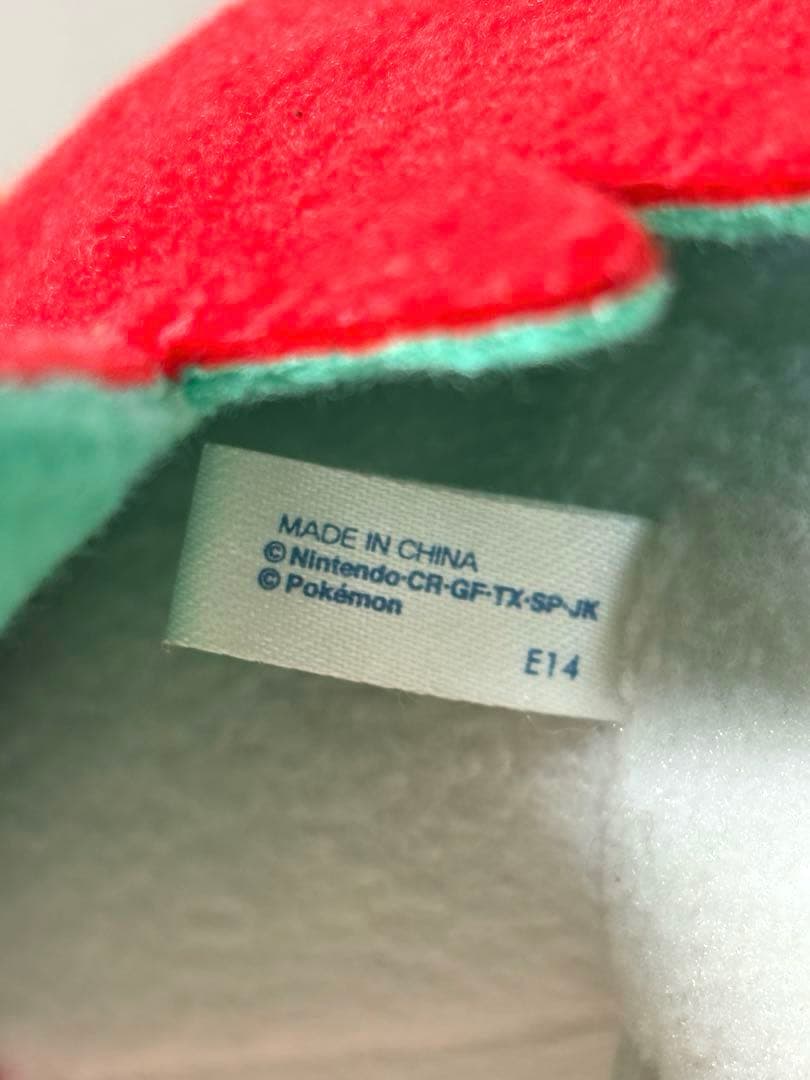 MADE IN CHINA
©Nintendo·CR·GF·TX·SP·JK
©Pokémon
E14